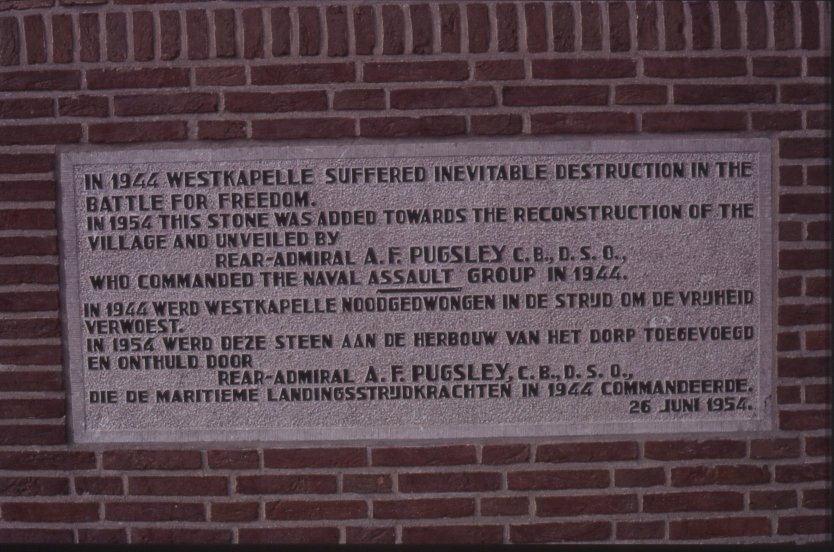 IN 1944 WESTKAPELLE SUFFERED INEVITABLE DESTRUCTION IN THE
BATTLE FOR FREEDOM.
IN 1954 THIS STONE WAS ADDED TOWARDS THE RECONSTRUCTION OF THE
VILLAGE AND UNVEILED BY
REAR-ADMIRAL A. F. PUGSLEY C. B., D. S. O.,
WHO COMMANDED THE NAVAL ASSAULT GROUP IN 1944.
IN 1944 WERD WESTKAPELLE NOODGEDWONGEN IN DE STRIJD OM DE VRIJHEID
VERWOEST.
IN 1954 WERD DEZE STEEN AAN DE HERBOUW VAN HET DORP TOEGEVOEGD
EN ONTHULD DOOR
REAR-ADMIRAL A. F. PUGSLEY, C. B., D. S. O.,
DIE DE MARITIEME LANDINGSSTRIJDKRACHTEN IN 1944 COMMANDEERDE.
26 JUNI 1954.